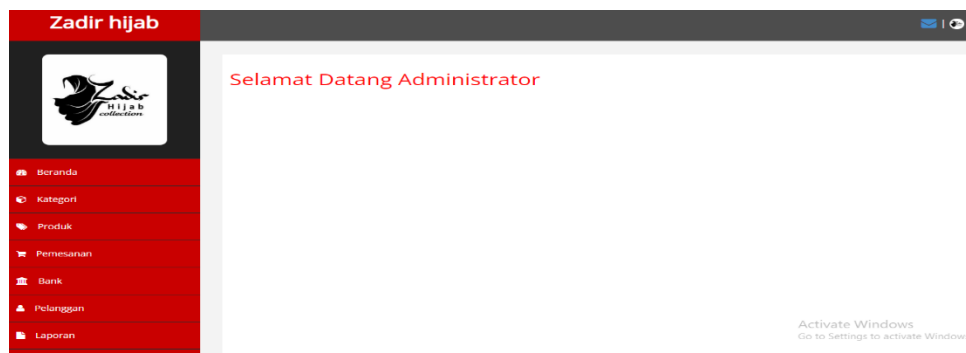 Zadir hijab
Zadir
Hijab
collection
Selamat Datang Administrator
Beranda
Kategori
Produk
Pemesanan
Bank
Pelanggan
Laporan
Activate Windows
Go to Settings to activate Window